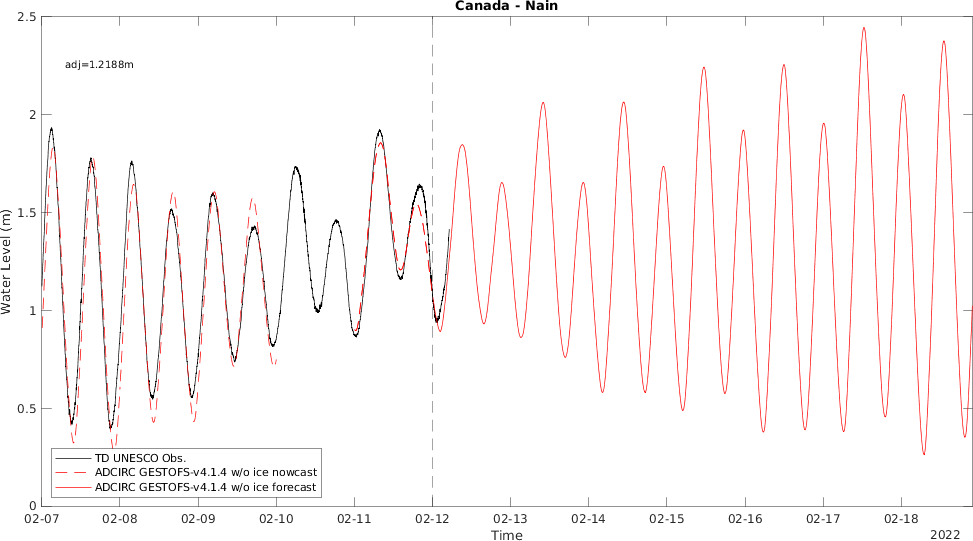 Canada - Nain
2.5
adj=1.2188m
2
1.5
Water Level (m)
1
0.5
TD UNESCO Obs.
ADCIRC GESTOFS-v4.1.4 w/o ice nowcast
ADCIRC GESTOFS-v4.1.4 w/o ice forecast
0
02-07 02-08 02-09 02-10 02-11 02-12 02-13 02-14 02-15 02-16 02-17 02-18
Time
2022